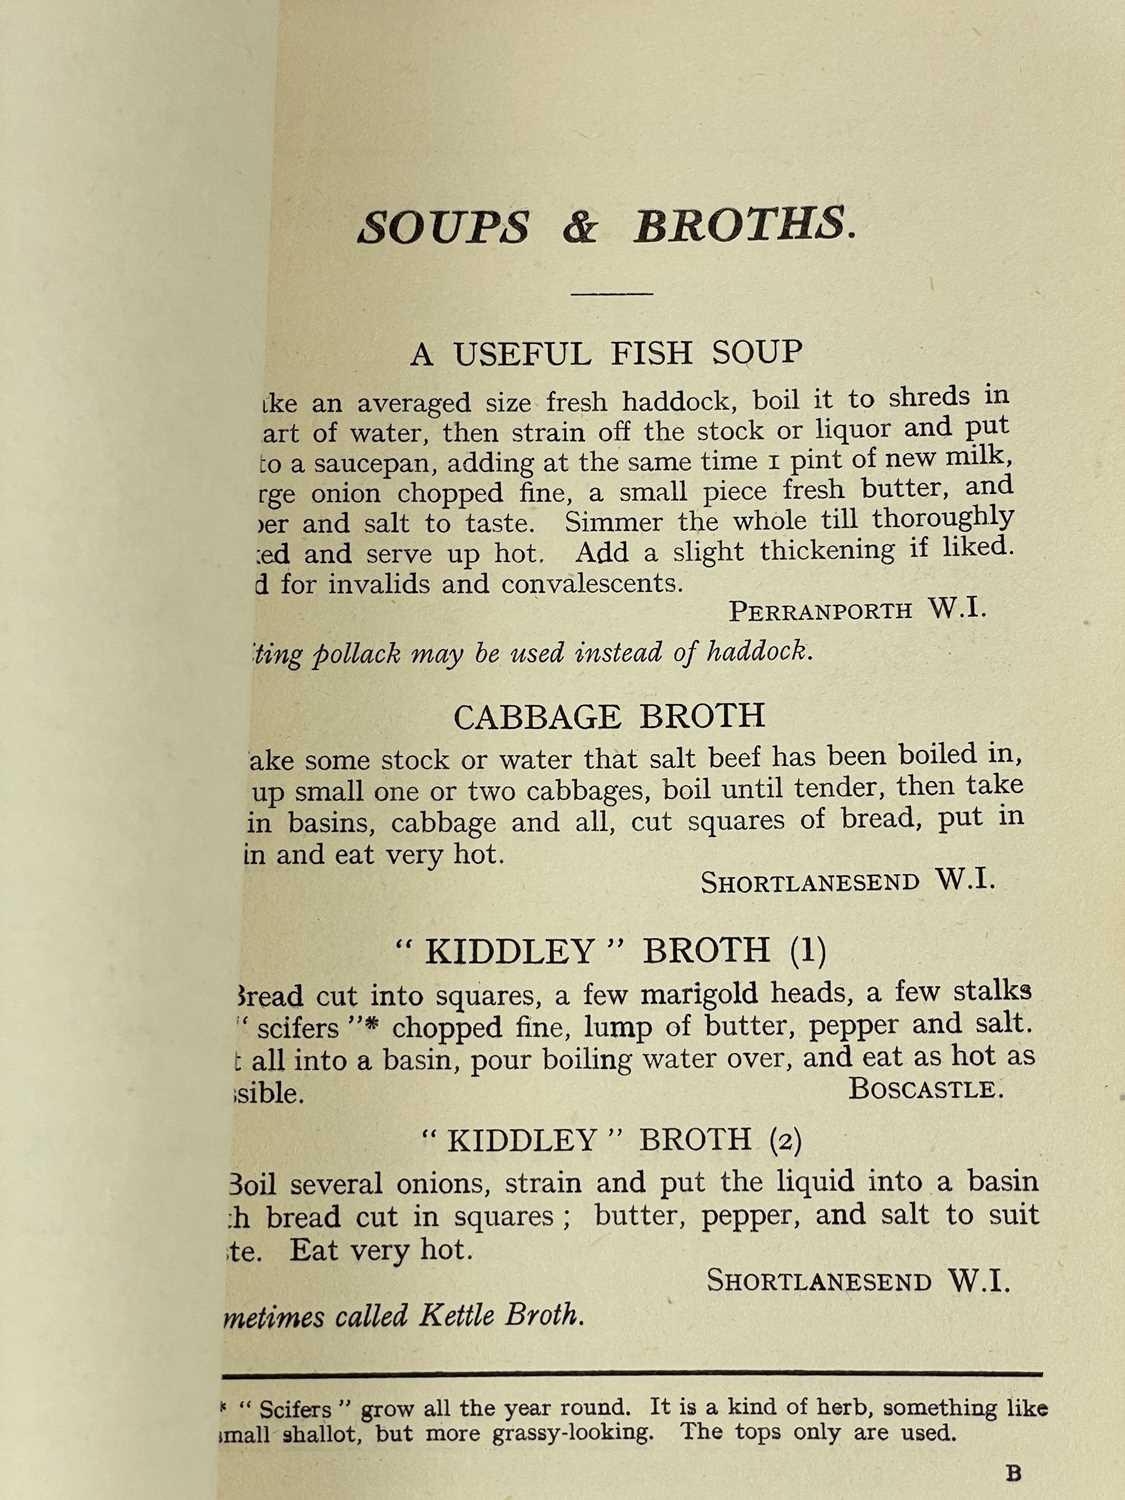 SOUPS & BROTHS.
A USEFUL FISH SOUP
ke an averaged size fresh haddock, boil it to shreds in
art of water, then strain off the stock or liquor and put
to a saucepan, adding at the same time 1 pint of new milk,
rge onion chopped fine, a small piece fresh butter, and
per and salt to taste. Simmer the whole till thoroughly
ked and serve up hot. Add a slight thickening if liked.
d for invalids and convalescents.
PERRANPORTH W.I.
ting pollack may be used instead of haddock.
CABBAGE BROTH
ake some stock or water that salt beef has been boiled in,
up small one or two cabbages, boil until tender, then take
in basins, cabbage and all, cut squares of bread, put in
in and eat very hot.
SHORTLANESEND W.I.
" KIDDLEY " BROTH (1)
Bread cut into squares, a few marigold heads, a few stalks
" scifers "* chopped fine, lump of butter, pepper and salt.
t all into a basin, pour boiling water over, and eat as hot as
ssible. BOSCASTLE.
" KIDDLEY " BROTH (2)
Boil several onions, strain and put the liquid into a basin
th bread cut in squares ; butter, pepper, and salt to suit
ste. Eat very hot.
SHORTLANESEND W.I.
metimes called Kettle Broth.
* " Scifers " grow all the year round. It is a kind of herb, something like
small shallot, but more grassy-looking. The tops only are used.
B